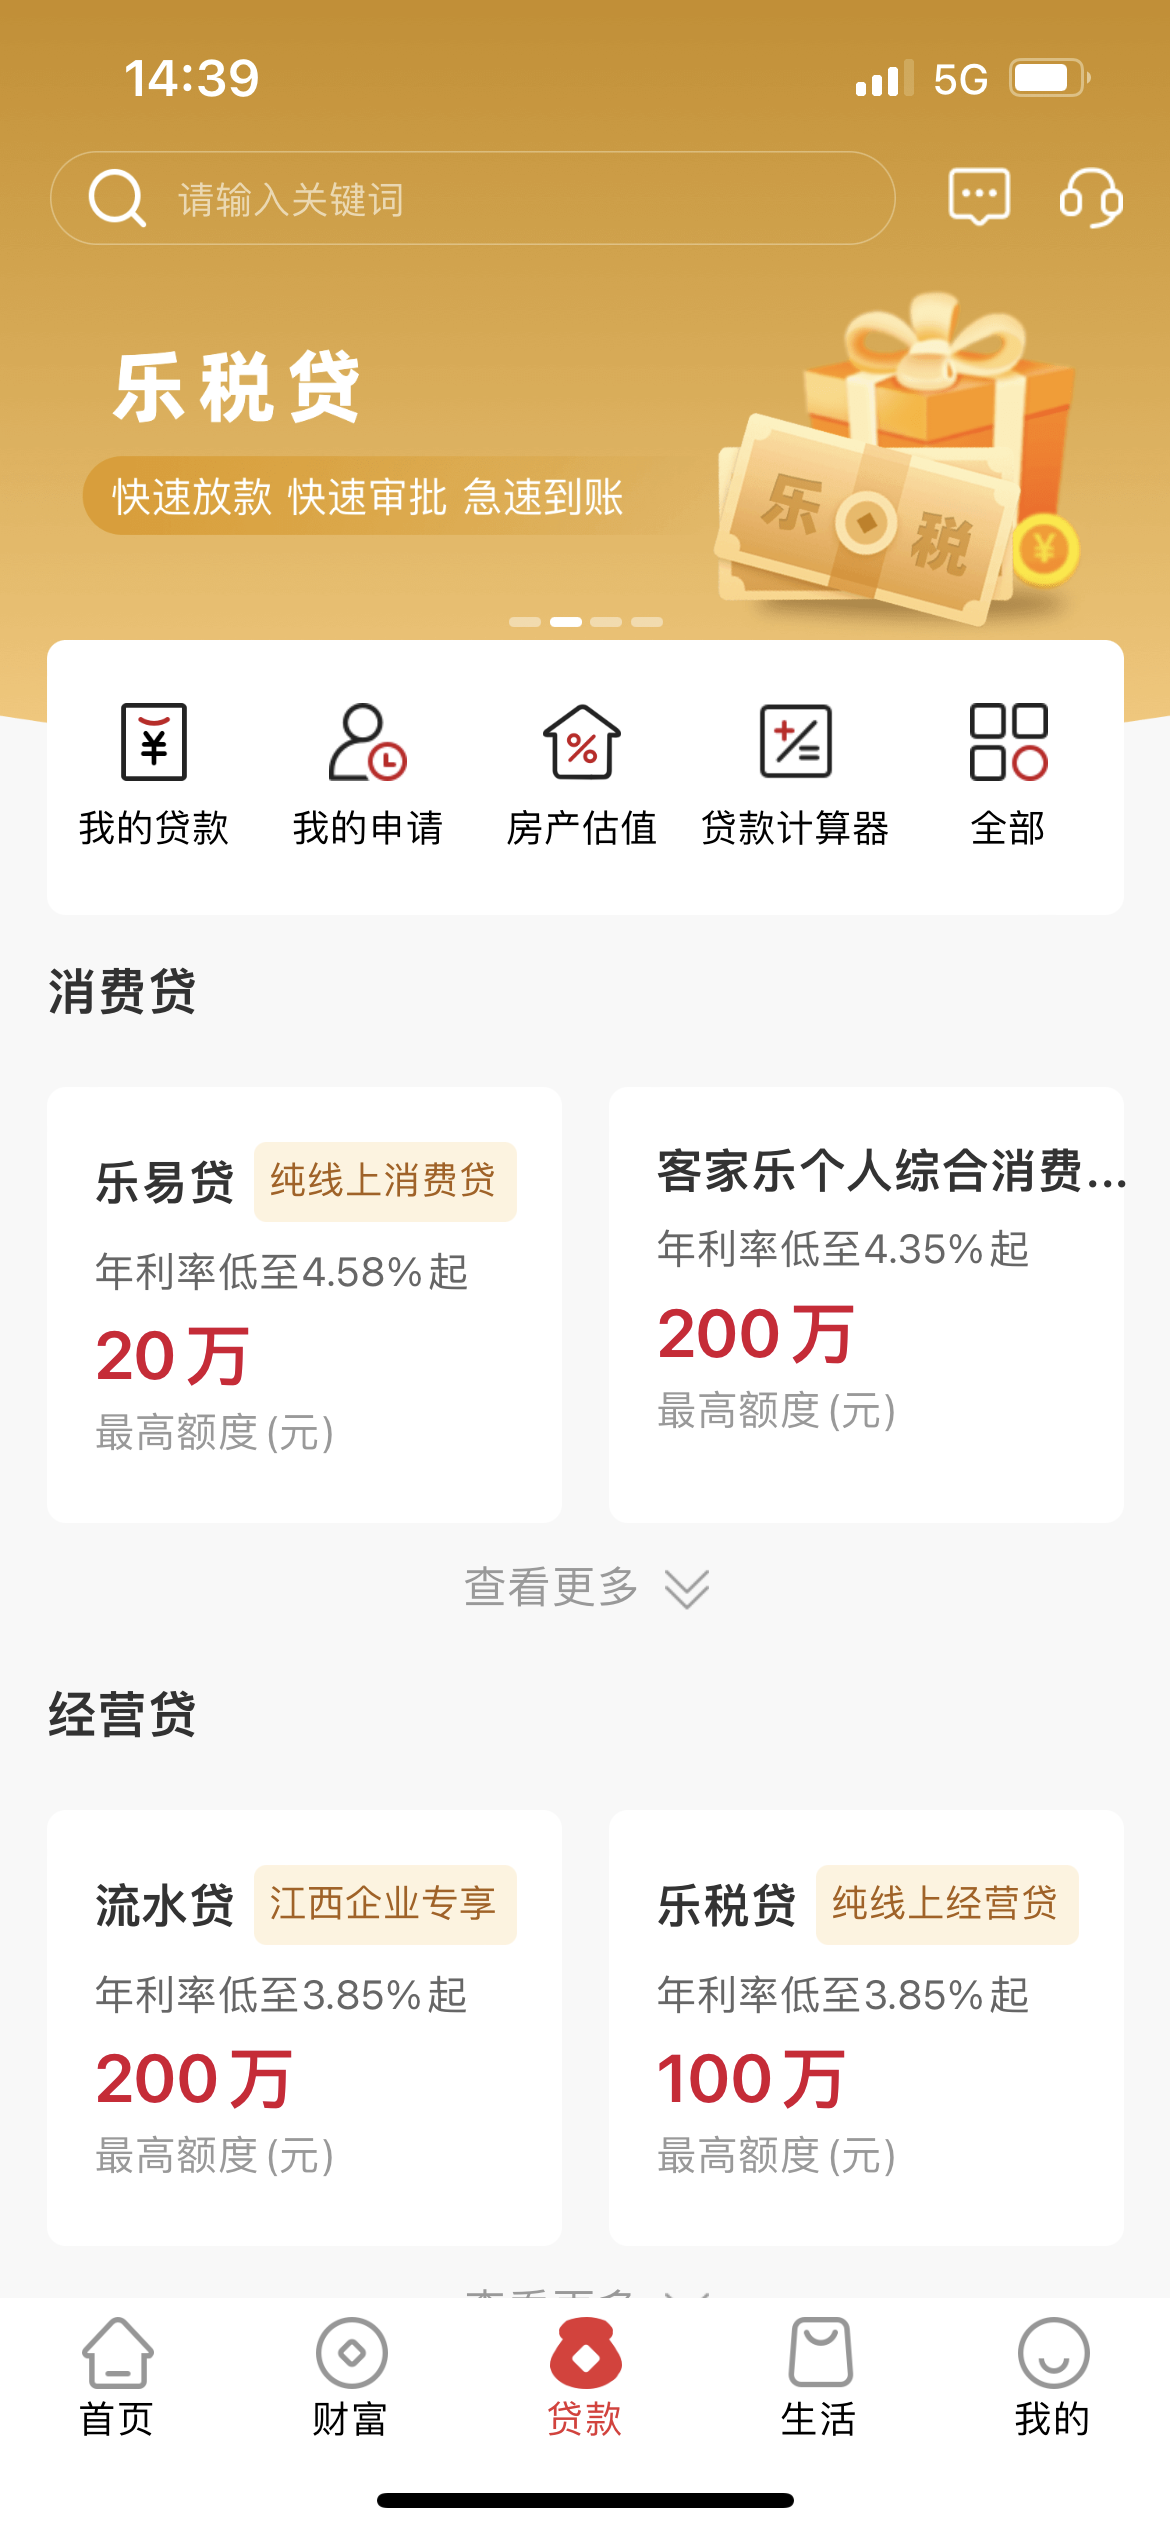 14:39
5G
请输入关键词
乐税贷
快速放款 快速审批 急速到账
乐 税
我的贷款
我的申请
房产估值
贷款计算器
全部
消费贷
乐易贷
纯线上消费贷
年利率低至4.58%起
20万
最高额度(元)
客家乐个人综合消费...
年利率低至4.35%起
200万
最高额度(元)
查看更多
经营贷
流水贷
江西企业专享
年利率低至3.85%起
200万
最高额度(元)
乐税贷
纯线上经营贷
年利率低至3.85%起
100万
最高额度(元)
查看更多
首页
财富
贷款
生活
我的